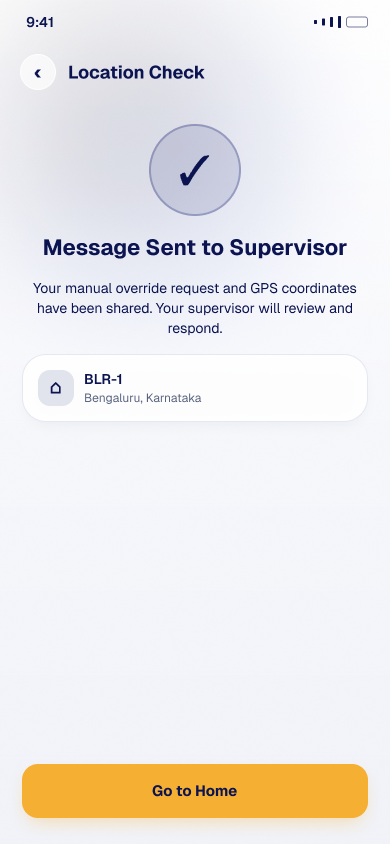 9:41
Location Check
Message Sent to Supervisor
Your manual override request and GPS coordinates
have been shared. Your supervisor will review and
respond.
BLR-1
Bengaluru, Karnataka
Go to Home